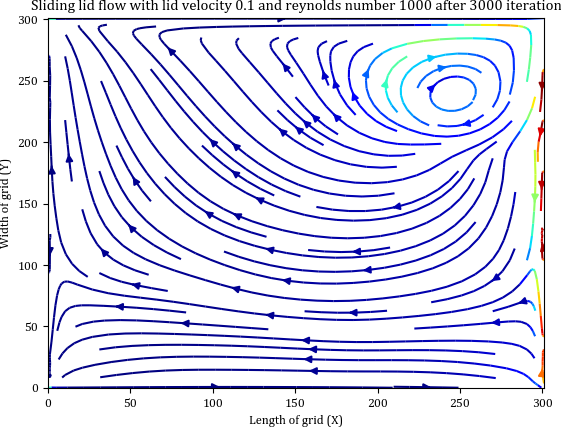 Sliding lid flow with lid velocity 0.1 and reynolds number 1000 after 3000 iteration
300
250
200
150
100
50
0
Width of grid (Y)
0 50 100 150 200 250 300
Length of grid (X)